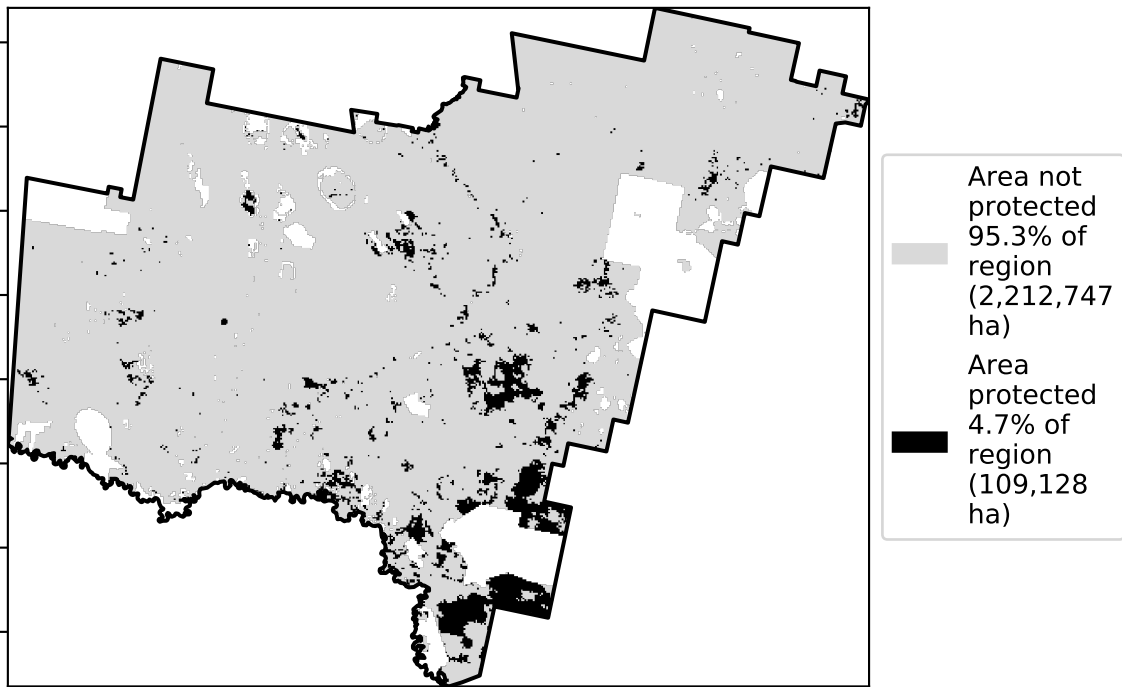 Area not
protected
95.3% of
region
(2,212,747
ha)
Area
protected
4.7% of
region
(109,128
ha)